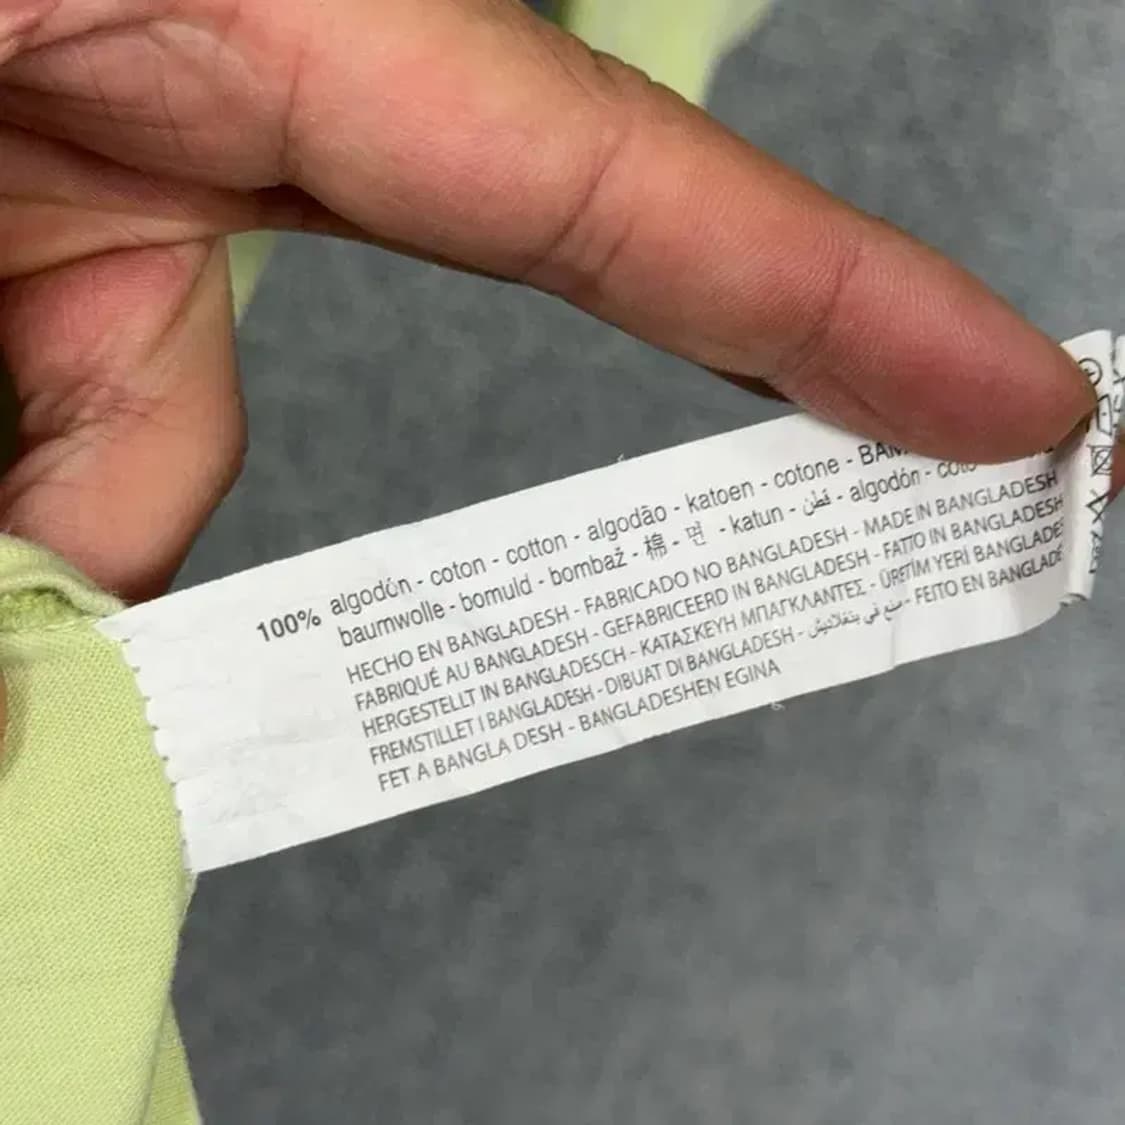 100% algodón - coton - cotton - algodão - katoen - cotone -
baumwolle - bomuld - bombaž - 棉 - 면 - katun - قطن - algodón -
HECHO EN BANGLADESH - FABRICADO NO BANGLADESH - MADE IN BANGLADESH
FABRIQUÉ AU BANGLADESH - GEFABRICEERD IN BANGLADESH - FATTO IN BANGLADESH
HERGESTELLT IN BANGLADESCH - ΚΑΤΑΣΚΕΥΗ ΜΠΑΓΚΛΑΝΤΕΣ - ÜRETİM YERİ BANGLADE
FREMSTILLET I BANGLADESH - DIBUAT DI BANGLADESH - صنع في بنغلاديش - FEITO EN BANGLADE
FET A BANGLA DESH - BANGLADESHEN EGINA